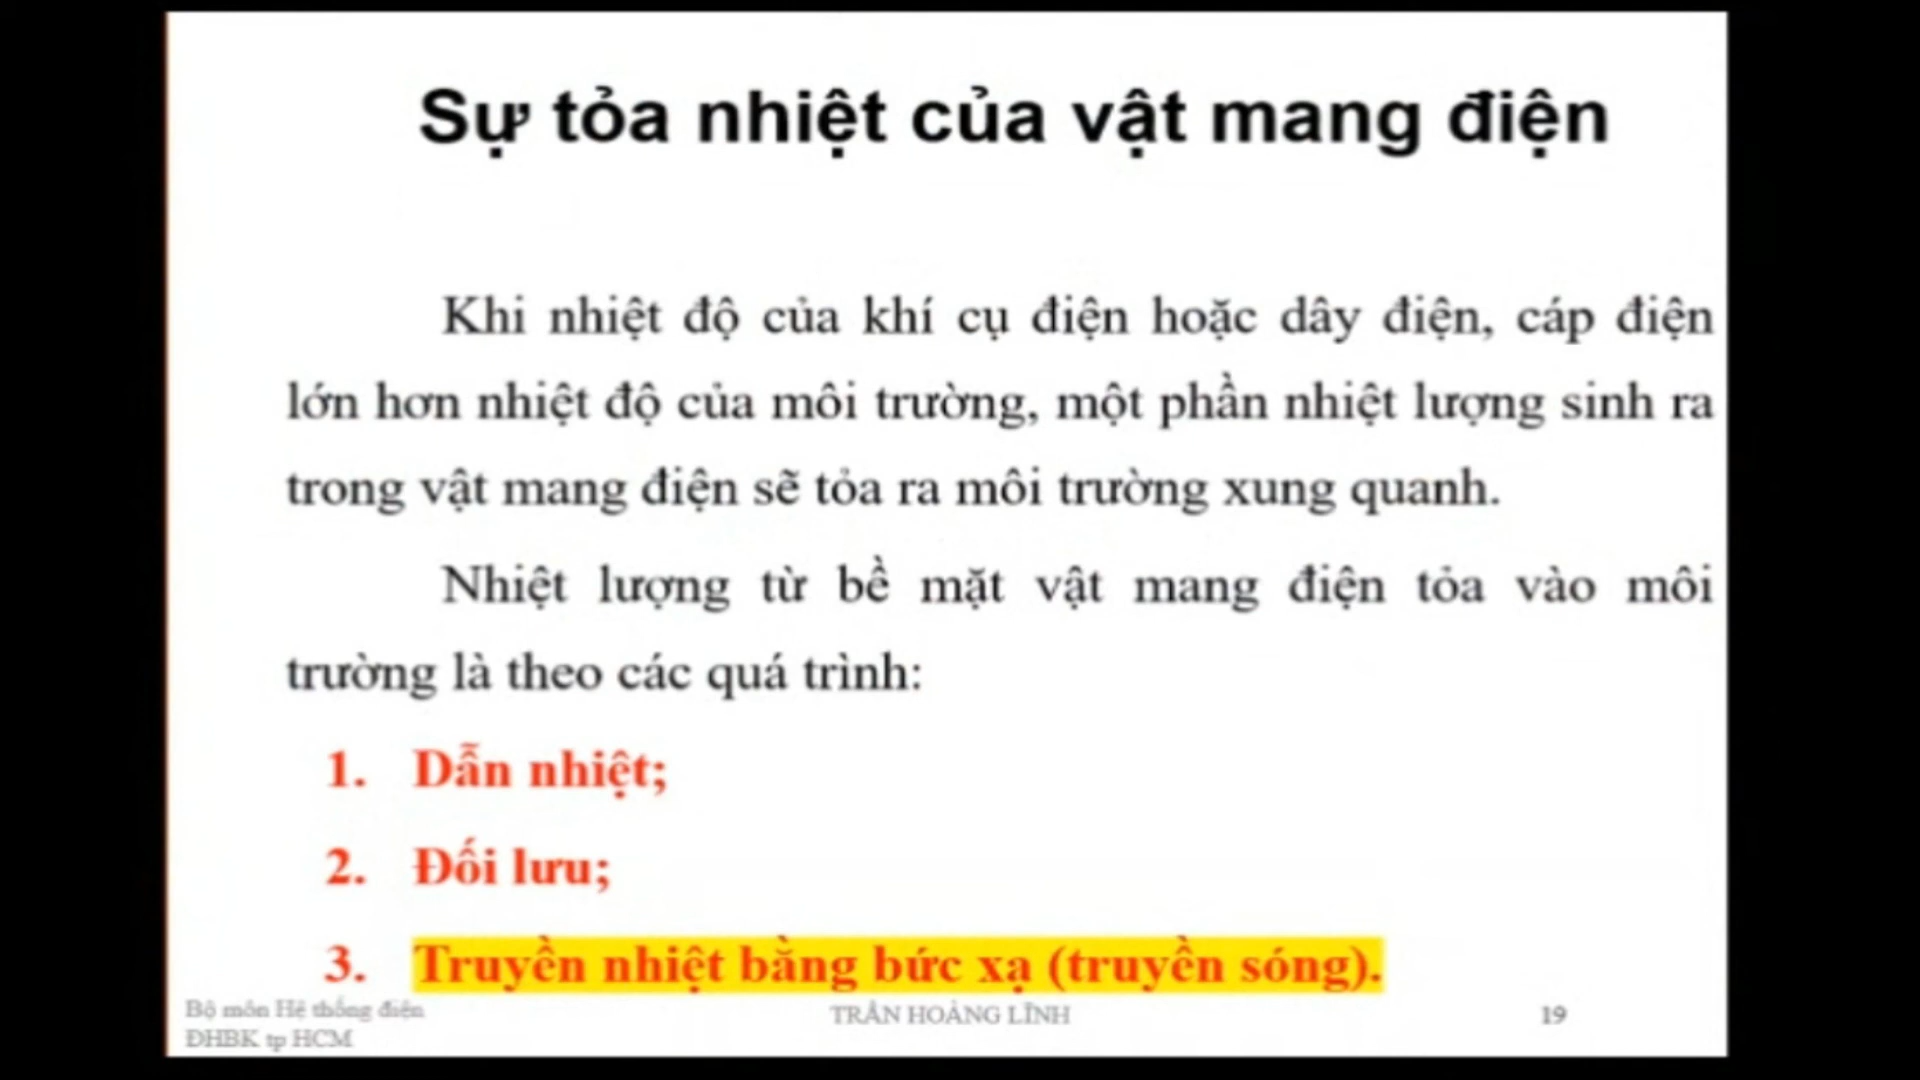 Sự tỏa nhiệt của vật mang điện
Khi nhiệt độ của khí cụ điện hoặc dây điện, cáp điện
lớn hơn nhiệt độ của môi trường, một phần nhiệt lượng sinh ra
trong vật mang điện sẽ tỏa ra môi trường xung quanh.
Nhiệt lượng từ bề mặt vật mang điện tỏa vào môi
trường là theo các quá trình:
1. Dẫn nhiệt;
2. Đối lưu;
3. Truyền nhiệt bằng bức xạ (truyền sóng).
Bộ môn Hệ thống điện
ĐHBK tp HCM
TRẦN HOÀNG LĨNH
19